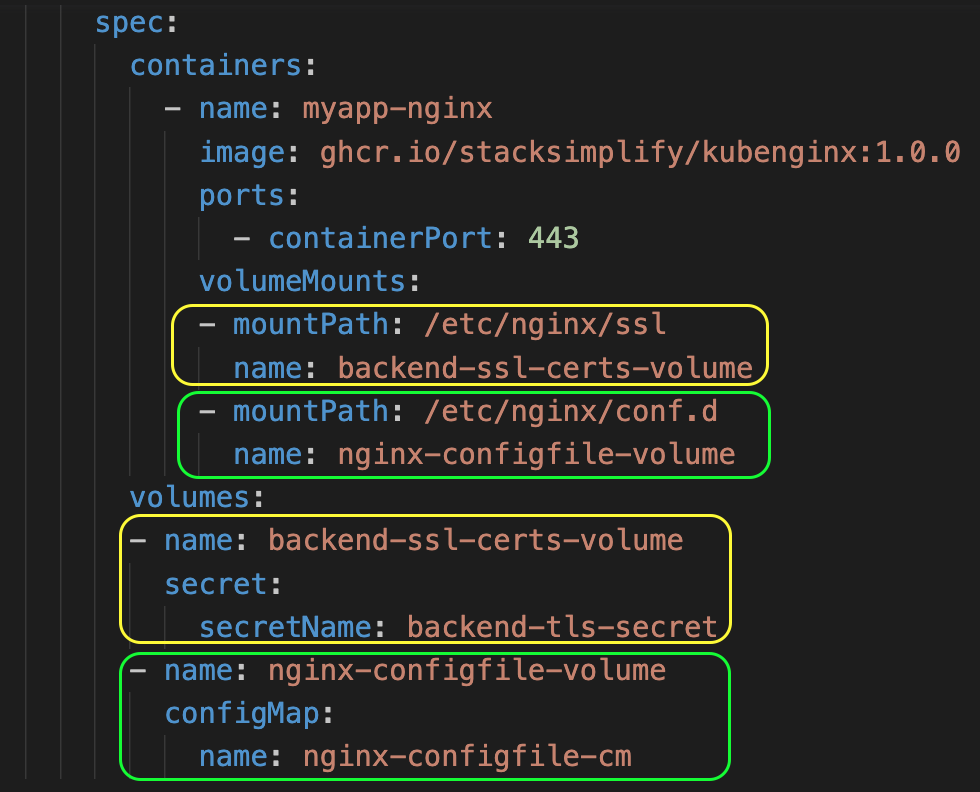 spec:
  containers:
    - name: myapp-nginx
      image: ghcr.io/stacksimplify/kubenginx:1.0.0
      ports:
        - containerPort: 443
      volumeMounts:
      - mountPath: /etc/nginx/ssl
        name: backend-ssl-certs-volume
      - mountPath: /etc/nginx/conf.d
        name: nginx-configfile-volume
  volumes:
  - name: backend-ssl-certs-volume
    secret:
      secretName: backend-tls-secret
  - name: nginx-configfile-volume
    configMap:
      name: nginx-configfile-cm